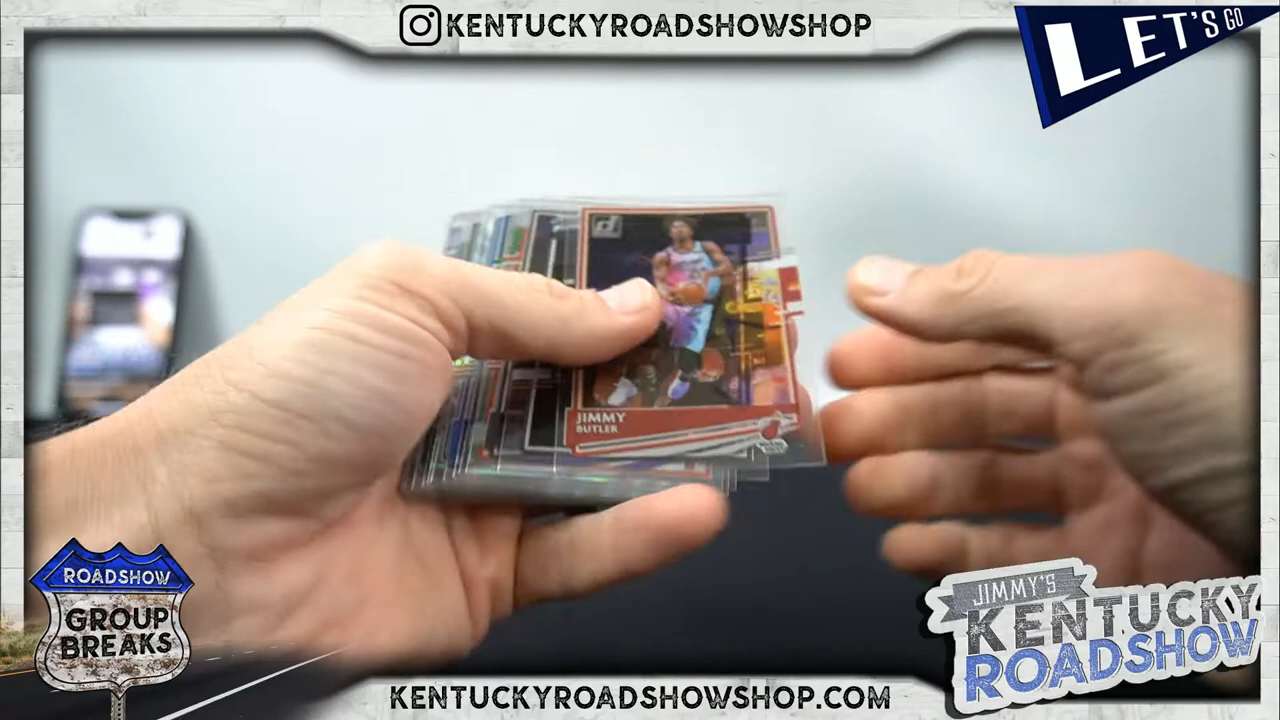 KENTUCKYROADSHOWSHOP
LET'S GO
JIMMY
BUTLER
ROADSHOW
GROUP
BREAKS
JIMMY'S
KENTUCKY
ROADSHOW
KENTUCKYROADSHOWSHOP.COM